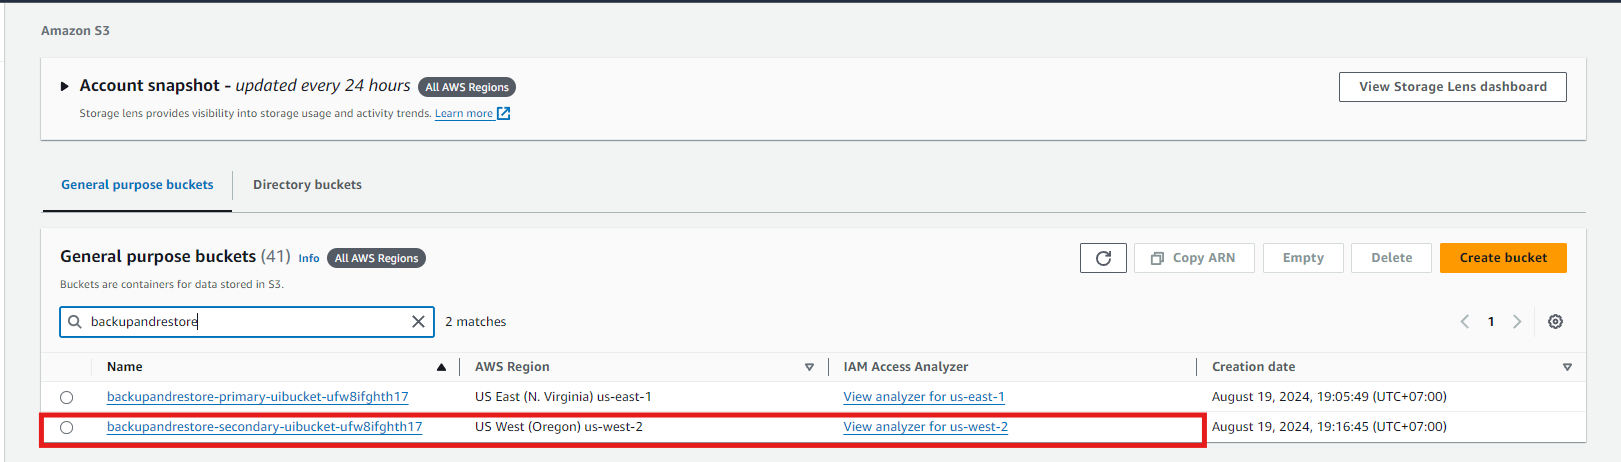 Amazon S3
Account snapshot - updated every 24 hours All AWS Regions View Storage Lens dashboard
Storage lens provides visibility into storage usage and activity trends. Learn more
General purpose buckets Directory buckets
General purpose buckets (41) Info All AWS Regions Copy ARN Empty Delete Create bucket
Buckets are containers for data stored in S3.
backupandrestore 2 matches 1
Name AWS Region IAM Access Analyzer Creation date
backupandrestore-primary-uibucket-ufw8ifghth17 US East (N. Virginia) us-east-1 View analyzer for us-east-1 August 19, 2024, 19:05:49 (UTC+07:00)
backupandrestore-secondary-uibucket-ufw8ifghth17 US West (Oregon) us-west-2 View analyzer for us-west-2 August 19, 2024, 19:16:45 (UTC+07:00)